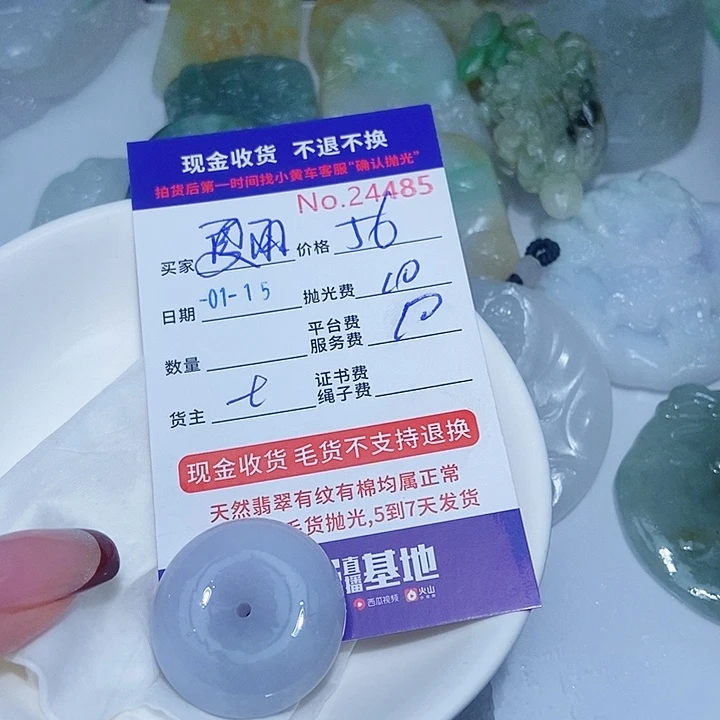 现金收货 不退不换
拍货后第一时间找小黄车客服“确认抛光”
No.24485
买家 价格 56
日期 -01-15 抛光费 10
数量 平台费
服务费 10
货主 七 证书费
绳子费
现金收货 毛货不支持退换
天然翡翠有纹有棉均属正常
毛货抛光,5到7天发货
直播基地
西瓜视频 火山